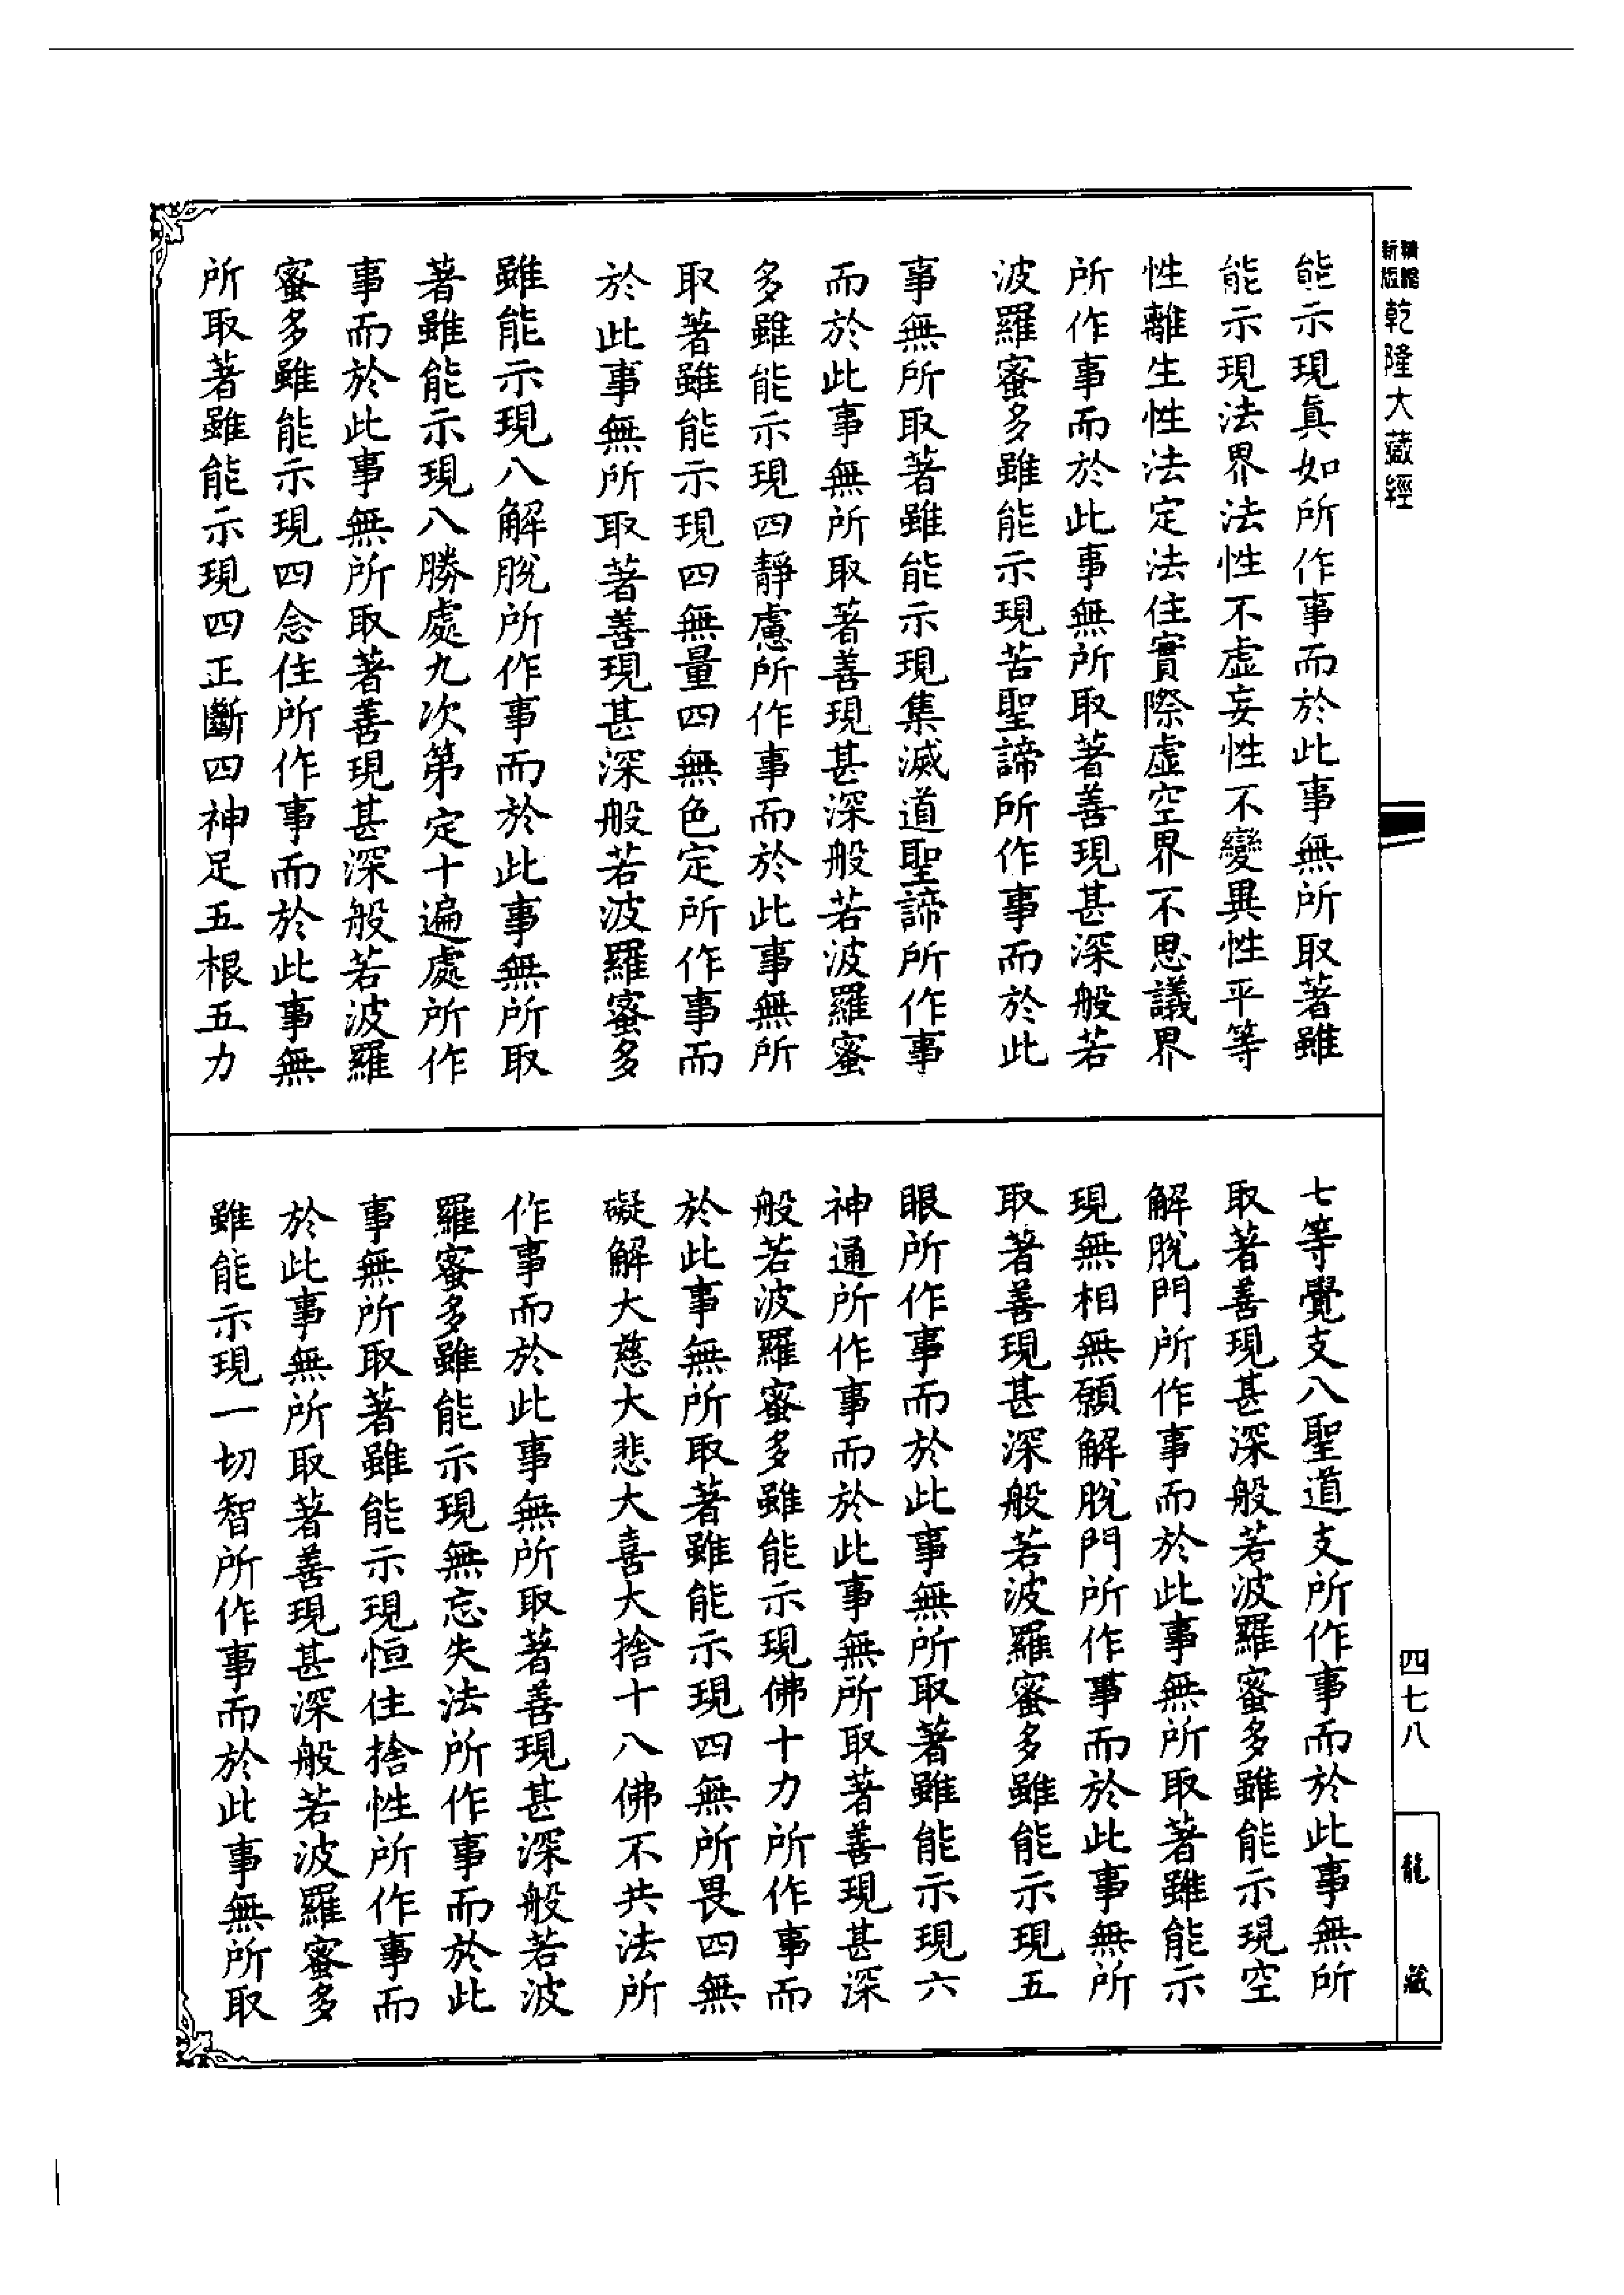 新版
精縮
乾隆大藏經
能示現真如所作事而於此事無所取著雖
能示現法界法性不虛妄性不變異性平等
性離生性法定法住實際虛空界不思議界
所作事而於此事無所取著善現甚深般若
波羅蜜多雖能示現苦聖諦所作事而於此
事無所取著雖能示現集滅道聖諦所作事
而於此事無所取著善現甚深般若波羅蜜
多雖能示現四靜慮所作事而於此事無所
取著雖能示現四無量四無色定所作事而
於此事無所取著善現甚深般若波羅蜜多
雖能示現八解脫所作事而於此事無所取
著雖能示現八勝處九次第定十遍處所作
事而於此事無所取著善現甚深般若波羅
蜜多雖能示現四念住所作事而於此事無
所取著雖能示現四正斷四神足五根五力
七等覺支八聖道支所作事而於此事無所
取著善現甚深般若波羅蜜多雖能示現空
解脫門所作事而於此事無所取著雖能示
現無相無願解脫門所作事而於此事無所
取著善現甚深般若波羅蜜多雖能示現五
眼所作事而於此事無所取著雖能示現六
神通所作事而於此事無所取著善現甚深
般若波羅蜜多雖能示現佛十力所作事而
於此事無所取著雖能示現四無所畏四無
礙解大慈大悲大喜大捨十八佛不共法所
作事而於此事無所取著善現甚深般若波
羅蜜多雖能示現無忘失法所作事而於此
事無所取著雖能示現恒住捨性所作事而
於此事無所取著善現甚深般若波羅蜜多
雖能示現一切智所作事而於此事無所取
四七八
龍藏